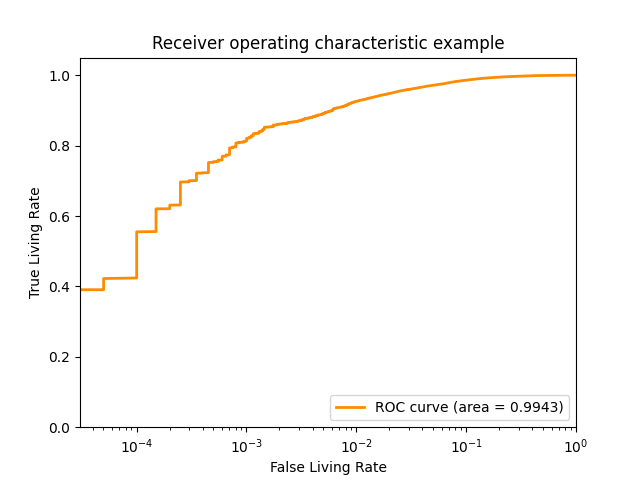 Receiver operating characteristic example
True Living Rate
1.0
0.8
0.6
0.4
0.2
0.0
10⁻⁴
10⁻³
10⁻²
10⁻¹
10⁰
False Living Rate
ROC curve (area = 0.9943)